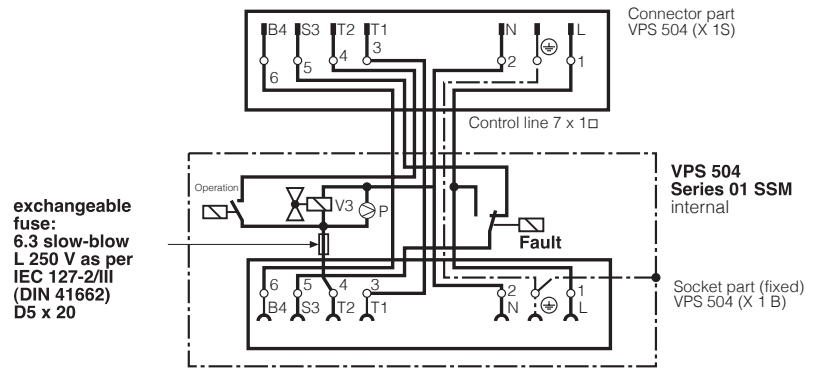 Connector part
VPS 504 (X 1S)
B4 S3 T2 T1 N L
6 5 4 3 2 1
Control line 7 x 1□
VPS 504
Series 01 SSM
internal
Operation
V3
P
Fault
exchangeable
fuse:
6.3 slow-blow
L 250 V as per
IEC 127-2/III
(DIN 41662)
D5 x 20
6 5 4 3 2 1
B4 S3 T2 T1 N L
Socket part (fixed)
VPS 504 (X 1 B)